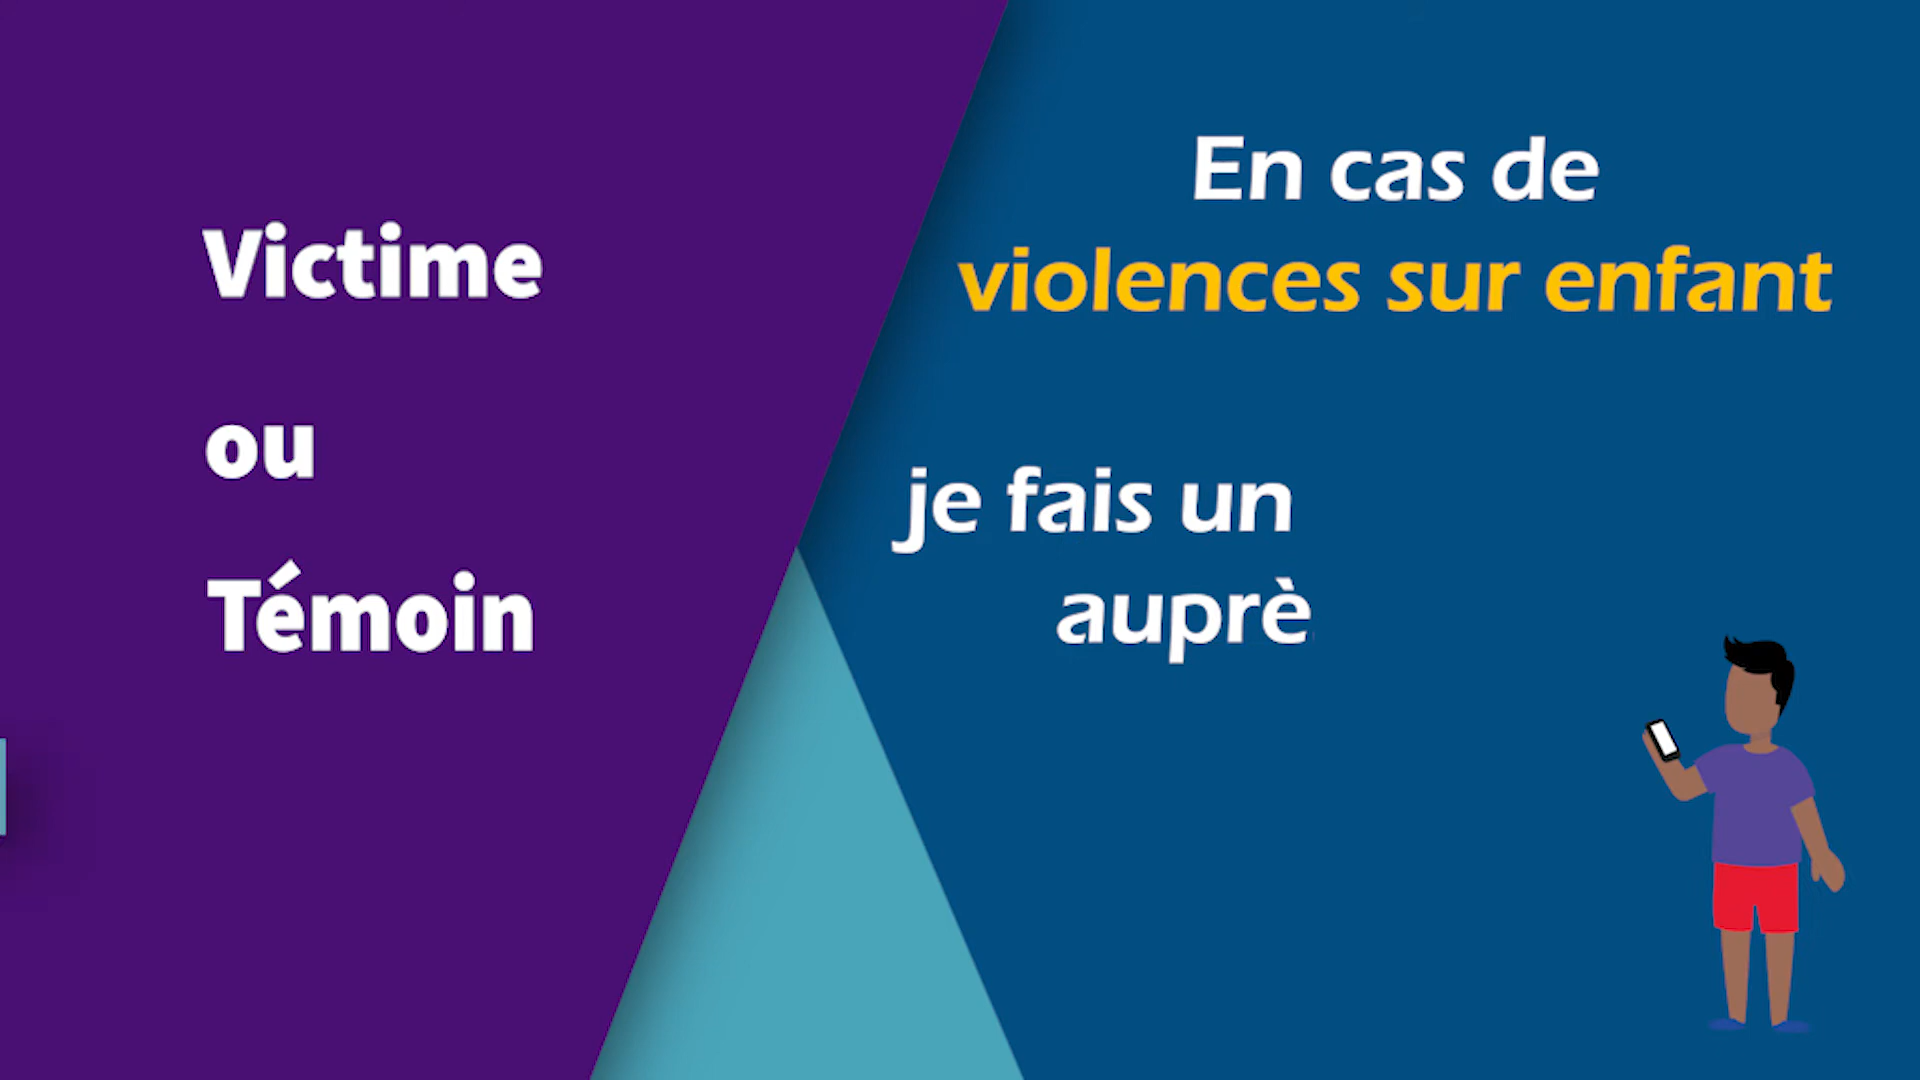 Victime
ou
Témoin
En cas de
violences sur enfant
je fais un
auprè